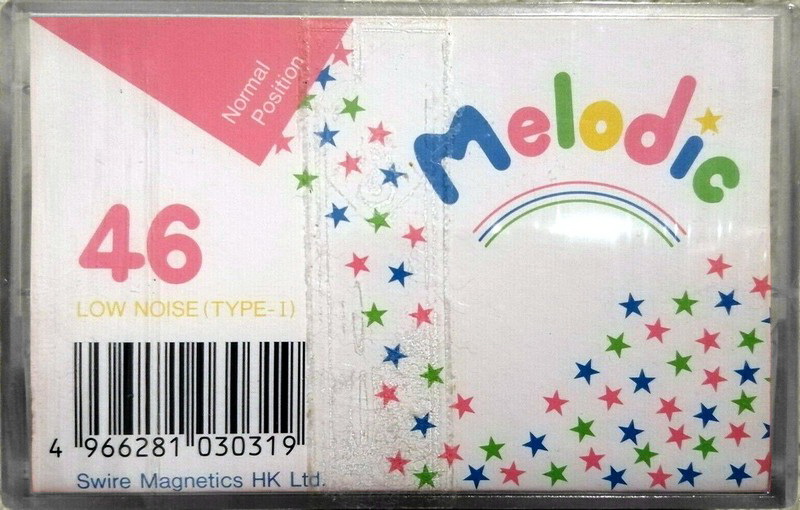 Normal
Position
Melodic
46
LOW NOISE (TYPE-I)
4 966281 030319
Swire Magnetics HK Ltd.